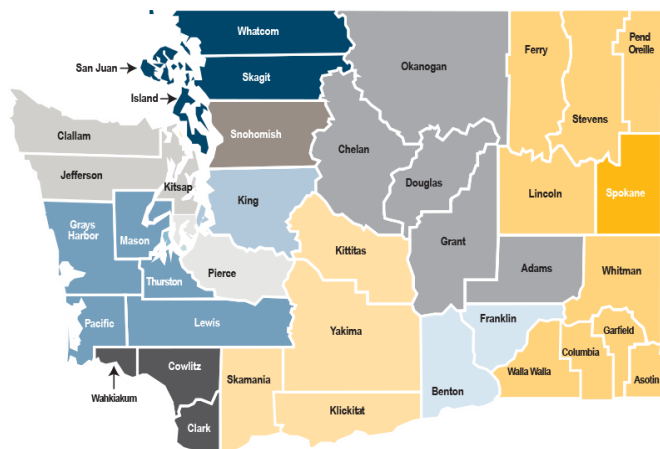 Whatcom
San Juan
Skagit
Island
Okanogan
Ferry
Pend
Oreille
Stevens
Clallam
Snohomish
Chelan
Jefferson
Kitsap
Douglas
King
Lincoln
Spokane
Grays
Harbor
Mason
Kittitas
Grant
Pierce
Thurston
Adams
Whitman
Pacific
Lewis
Yakima
Franklin
Garfield
Columbia
Cowlitz
Wahkiakum
Skamania
Benton
Walla Walla
Asotin
Klickitat
Clark